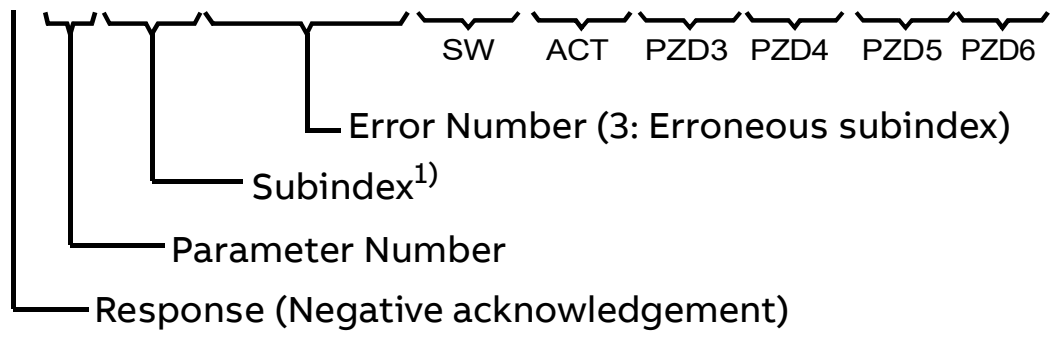 SW ACT PZD3 PZD4 PZD5 PZD6
Error Number (3: Erroneous subindex)
Subindex1)
Parameter Number
Response (Negative acknowledgement)